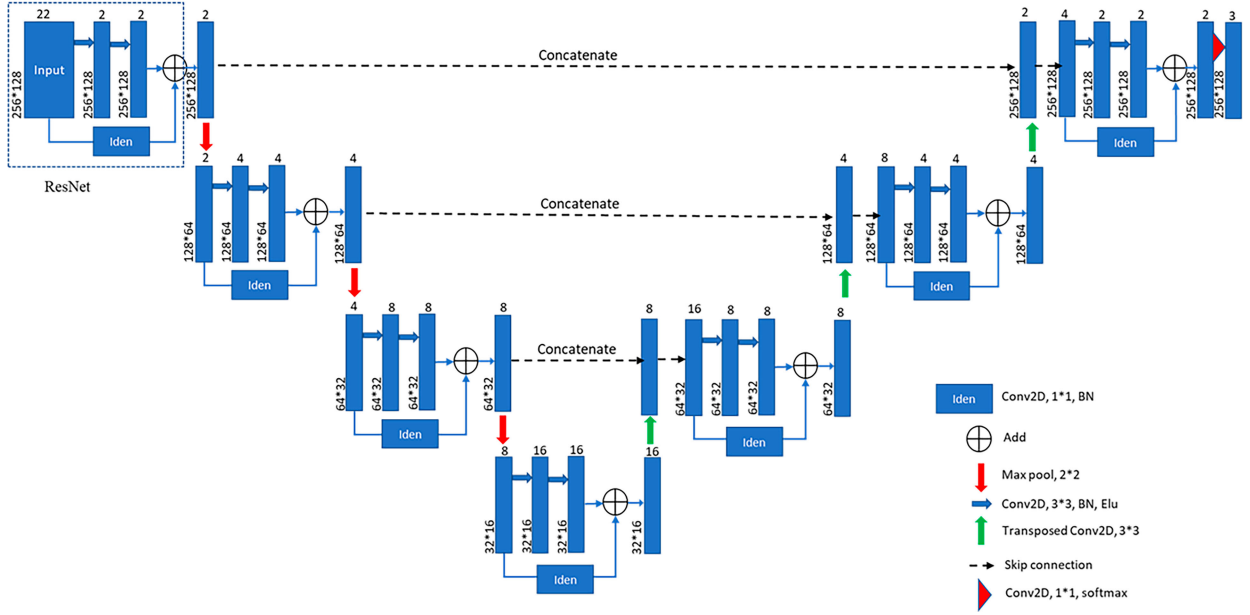 22 2 2 2
Input
256*128 256*128 256*128 256*128
Iden
ResNet
Concatenate
2 4 2 2 2 3
256*128 256*128 256*128 256*128 256*128 256*128
Iden
2 4 4 4
128*64 128*64 128*64 128*64
Iden
Concatenate
4 8 4 4 4
128*64 128*64 128*64 128*64 128*64
Iden
4 8 8 8
64*32 64*32 64*32 64*32
Iden
Concatenate
8 16 8 8 8
64*32 64*32 64*32 64*32
Iden
8 16 16 16
32*16 32*16 32*16 32*16
Iden
Iden Conv2D, 1*1, BN
Add
Max pool, 2*2
Conv2D, 3*3, BN, Elu
Transposed Conv2D, 3*3
Skip connection
Conv2D, 1*1, softmax